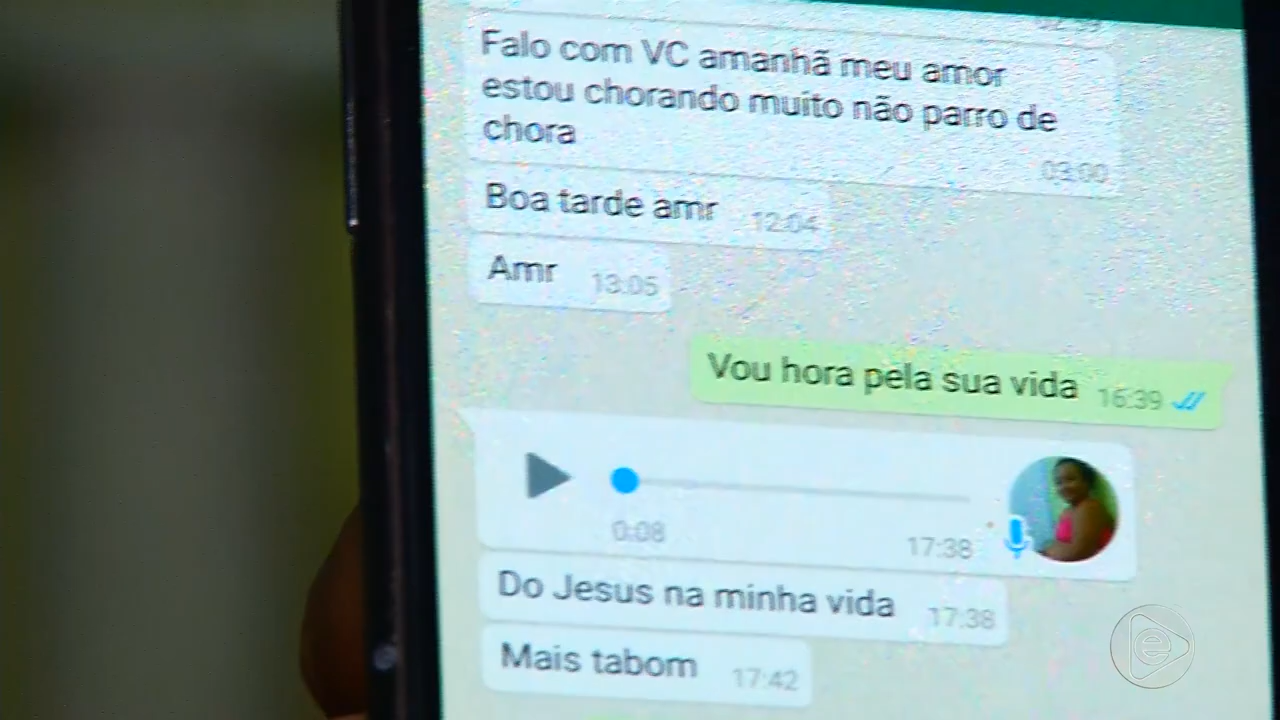 Falo com VC amanhã meu amor
estou chorando muito não parro de
chora
03:00
Boa tarde amr 12:04
Amr 13:05
Vou hora pela sua vida 16:39
0:08 17:38
Do Jesus na minha vida 17:38
Mais tabom 17:42
e